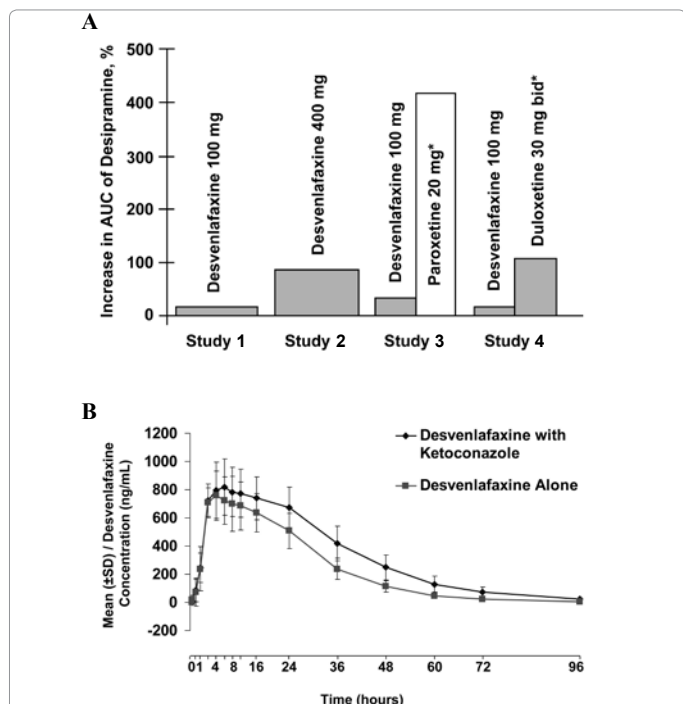 A
Increase in AUC of Desipramine, %
500
400
300
200
100
0
Desvenlafaxine 100 mg
Desvenlafaxine 400 mg
Desvenlafaxine 100 mg
Paroxetine 20 mg*
Desvenlafaxine 100 mg
Duloxetine 30 mg bid*
Study 1
Study 2
Study 3
Study 4
B
Mean (±SD) / Desvenlafaxine
Concentration (ng/mL)
1200
1000
800
600
400
200
0
-200
Desvenlafaxine with
Ketoconazole
Desvenlafaxine Alone
0 1 4 8 16 24 36 48 60 72 96
Time (hours)